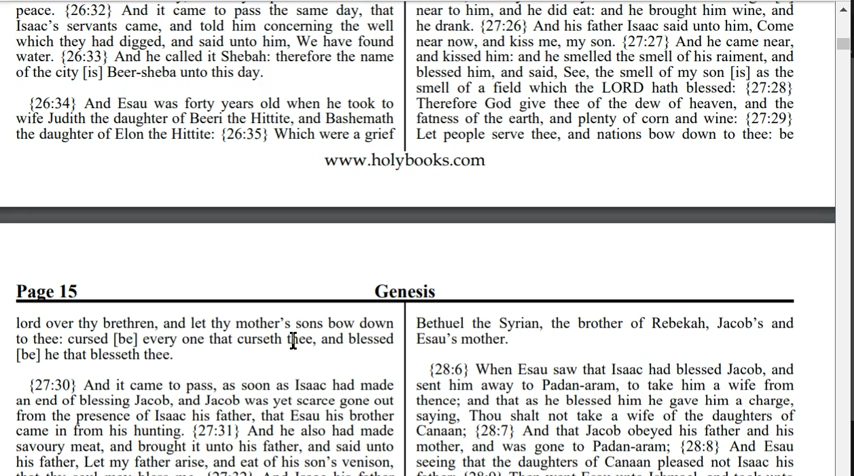 peace. {26:32} And it came to pass the same day, that
Isaac's servants came, and told him concerning the well
which they had digged, and said unto him, We have found
water. {26:33} And he called it Shebah: therefore the name
of the city [is] Beer-sheba unto this day.
{26:34} And Esau was forty years old when he took to
wife Judith the daughter of Beeri the Hittite, and Bashemath
the daughter of Elon the Hittite: {26:35} Which were a grief
near to him, and he did eat: and he brought him wine, and
he drank. {27:26} And his father Isaac said unto him, Come
near now, and kiss me, my son. {27:27} And he came near,
and kissed him: and he smelled the smell of his raiment, and
blessed him, and said, See, the smell of my son [is] as the
smell of a field which the LORD hath blessed: {27:28}
Therefore God give thee of the dew of heaven, and the
fatness of the earth, and plenty of corn and wine: {27:29}
Let people serve thee, and nations bow down to thee: be
www.holybooks.com
Page 15 Genesis
lord over thy brethren, and let thy mother's sons bow down
to thee: cursed [be] every one that curseth thee, and blessed
[be] he that blesseth thee.
{27:30} And it came to pass, as soon as Isaac had made
an end of blessing Jacob, and Jacob was yet scarce gone out
from the presence of Isaac his father, that Esau his brother
came in from his hunting. {27:31} And he also had made
savoury meat, and brought it unto his father, and said unto
his father, Let my father arise, and eat of his son's venison,
Bethuel the Syrian, the brother of Rebekah, Jacob's and
Esau's mother.
{28:6} When Esau saw that Isaac had blessed Jacob, and
sent him away to Padan-aram, to take him a wife from
thence; and that as he blessed him he gave him a charge,
saying, Thou shalt not take a wife of the daughters of
Canaan; {28:7} And that Jacob obeyed his father and his
mother, and was gone to Padan-aram; {28:8} And Esau
seeing that the daughters of Canaan pleased not Isaac his